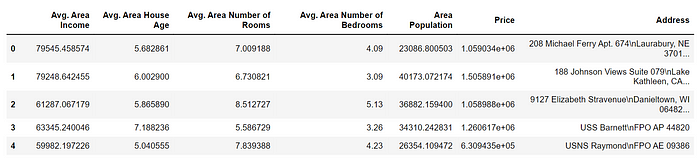 Avg. Area Income Avg. Area House Age Avg. Area Number of Rooms Avg. Area Number of Bedrooms Area Population Price Address
0 79545.458574 5.682861 7.009188 4.09 23086.800503 1.059034e+06 208 Michael Ferry Apt. 674\nLaurabury, NE 3701...
1 79248.642455 6.002900 6.730821 3.09 40173.072174 1.505891e+06 188 Johnson Views Suite 079\nLake Kathleen, CA...
2 61287.067179 5.865890 8.512727 5.13 36882.159400 1.058988e+06 9127 Elizabeth Stravenue\nDanieltown, WI 06482...
3 63345.240046 7.188236 5.586729 3.26 34310.242831 1.260617e+06 USS Barnett\nFPO AP 44820
4 59982.197226 5.040555 7.839388 4.23 26354.109472 6.309435e+05 USNS Raymond\nFPO AE 09386